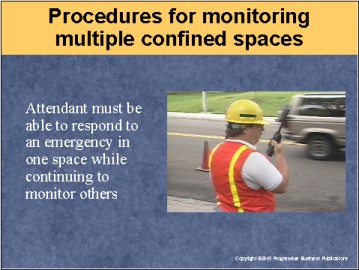 Procedures for monitoring
multiple confined spaces
Attendant must be
able to respond to
an emergency in
one space while
continuing to
monitor others
Copyright Progressive Business Publications